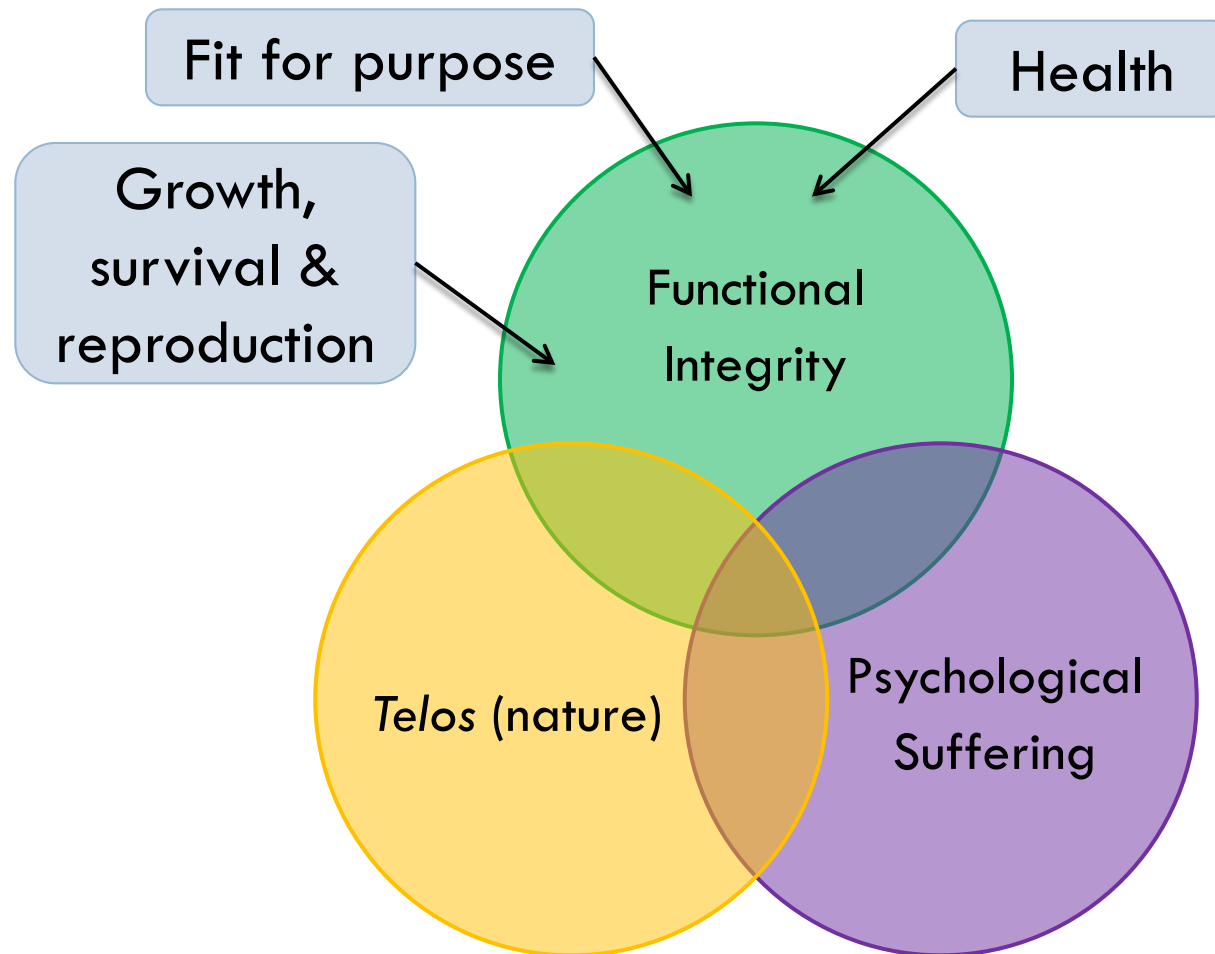 Fit for purpose
Health
Growth,
survival &
reproduction
Functional
Integrity
Telos (nature)
Psychological
Suffering